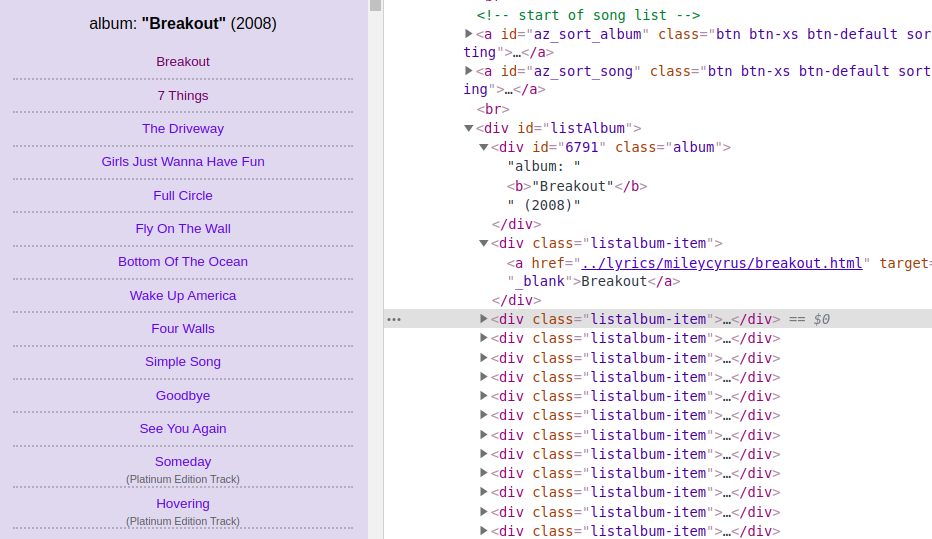 album: "Breakout" (2008)
Breakout
7 Things
The Driveway
Girls Just Wanna Have Fun
Full Circle
Fly On The Wall
Bottom Of The Ocean
Wake Up America
Four Walls
Simple Song
Goodbye
See You Again
Someday
(Platinum Edition Track)
Hovering
(Platinum Edition Track)
<!-- start of song list -->
<a id="az_sort_album" class="btn btn-xs btn-default sor
ting">…</a>
<a id="az_sort_song" class="btn btn-xs btn-default sort
ing">…</a>
<br>
<div id="listAlbum">
<div id="6791" class="album">
"album: "
<b>"Breakout"</b>
" (2008)"
</div>
<div class="listalbum-item">
<a href="../lyrics/mileycyrus/breakout.html" target=
"_blank">Breakout</a>
</div>
... <div class="listalbum-item">…</div> == $0
<div class="listalbum-item">…</div>
<div class="listalbum-item">…</div>
<div class="listalbum-item">…</div>
<div class="listalbum-item">…</div>
<div class="listalbum-item">…</div>
<div class="listalbum-item">…</div>
<div class="listalbum-item">…</div>
<div class="listalbum-item">…</div>
<div class="listalbum-item">…</div>
<div class="listalbum-item">…</div>
<div class="listalbum-item">…</div>